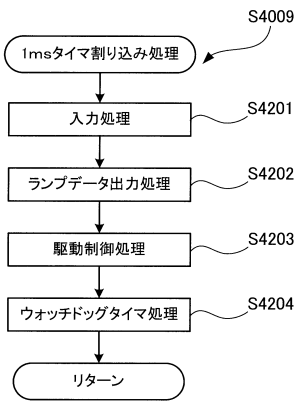 S4009
1msタイマ割り込み処理
入力処理
S4201
ランプデータ出力処理
S4202
駆動制御処理
S4203
ウォッチドッグタイマ処理
S4204
リターン